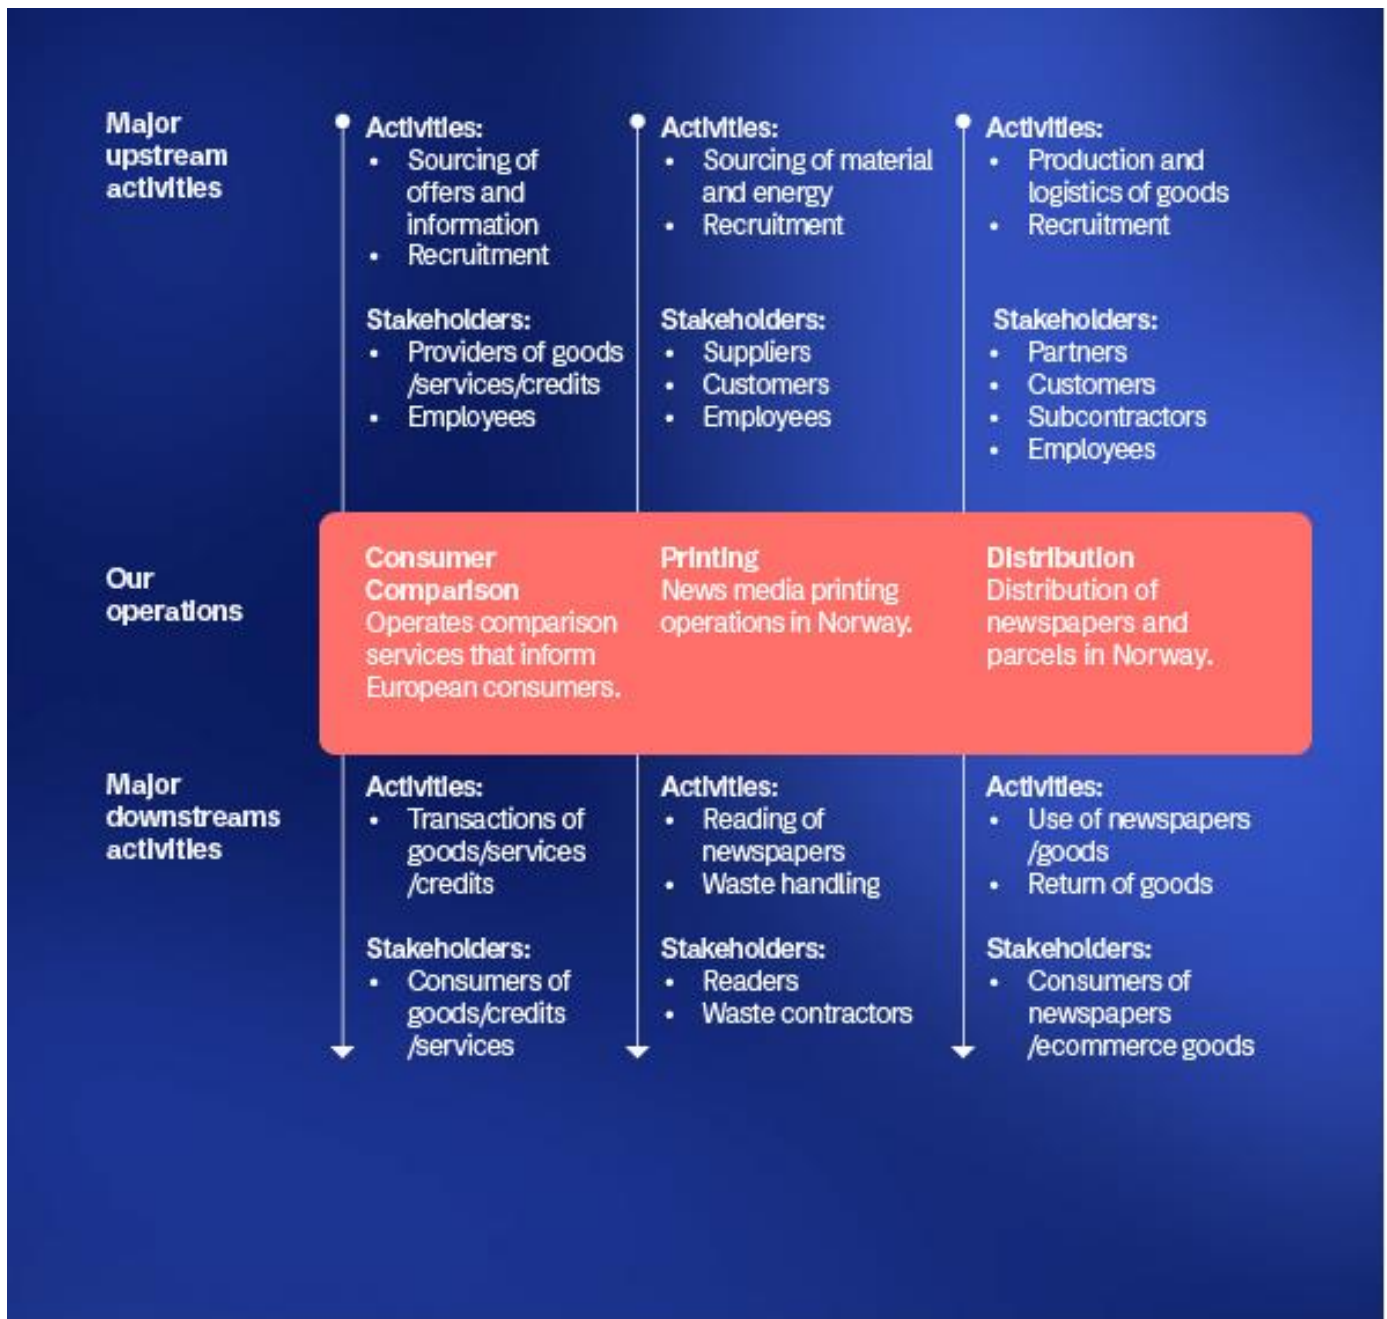 Major
upstream
activities
Activities:
• Sourcing of
offers and
information
• Recruitment
Stakeholders:
• Providers of goods
/services/credits
• Employees
Activities:
• Sourcing of material
and energy
• Recruitment
Stakeholders:
• Suppliers
• Customers
• Employees
Activities:
• Production and
logistics of goods
• Recruitment
Stakeholders:
• Partners
• Customers
• Subcontractors
• Employees
Our
operations
Consumer
Comparison
Operates comparison
services that inform
European consumers.
Printing
News media printing
operations in Norway.
Distribution
Distribution of
newspapers and
parcels in Norway.
Major
downstreams
activities
Activities:
• Transactions of
goods/services
/credits
Stakeholders:
• Consumers of
goods/credits
/services
Activities:
• Reading of
newspapers
• Waste handling
Stakeholders:
• Readers
• Waste contractors
Activities:
• Use of newspapers
/goods
• Return of goods
Stakeholders:
• Consumers of
newspapers
/ecommerce goods